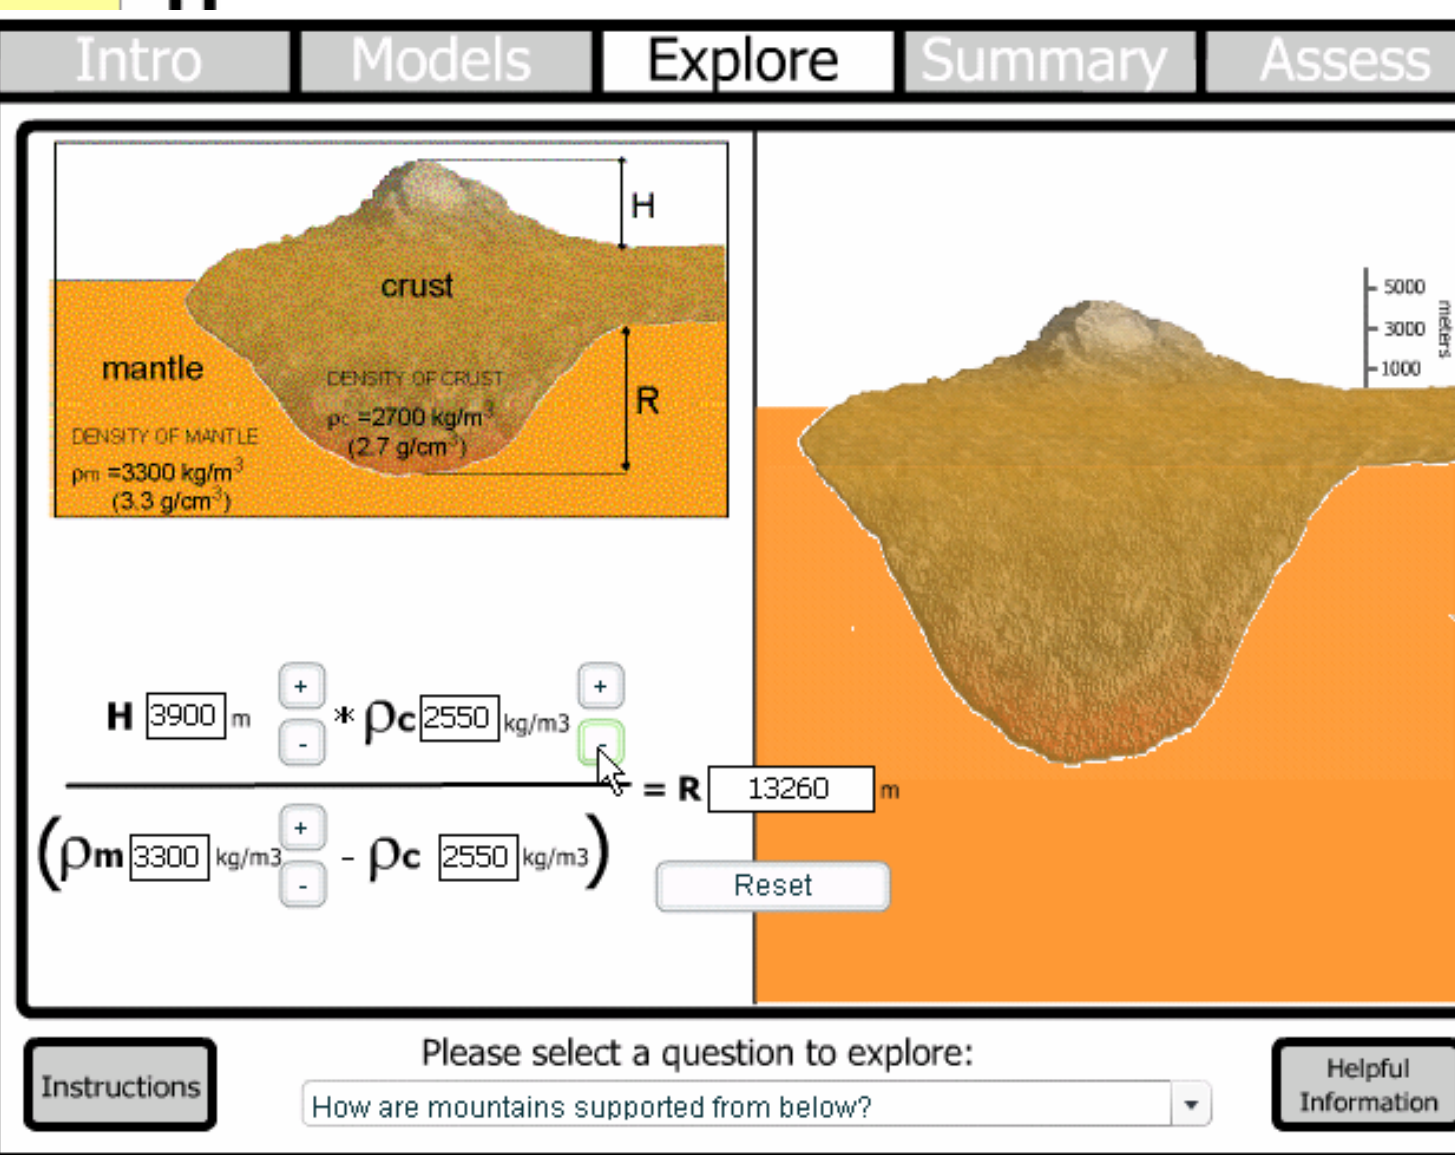 Intro Models Explore Summary Assess
H
crust
mantle
DENSITY OF CRUST
R
ρc =2700 kg/m3
(2.7 g/cm3)
DENSITY OF MANTLE
ρm =3300 kg/m3
(3.3 g/cm3)
5000
3000
1000
meters
+ +
H 3900 m * ρc 2550 kg/m3
- -
= R 13260 m
+
(ρm 3300 kg/m3 - ρc 2550 kg/m3)
-
Reset
Please select a question to explore:
Instructions
How are mountains supported from below?
Helpful
Information